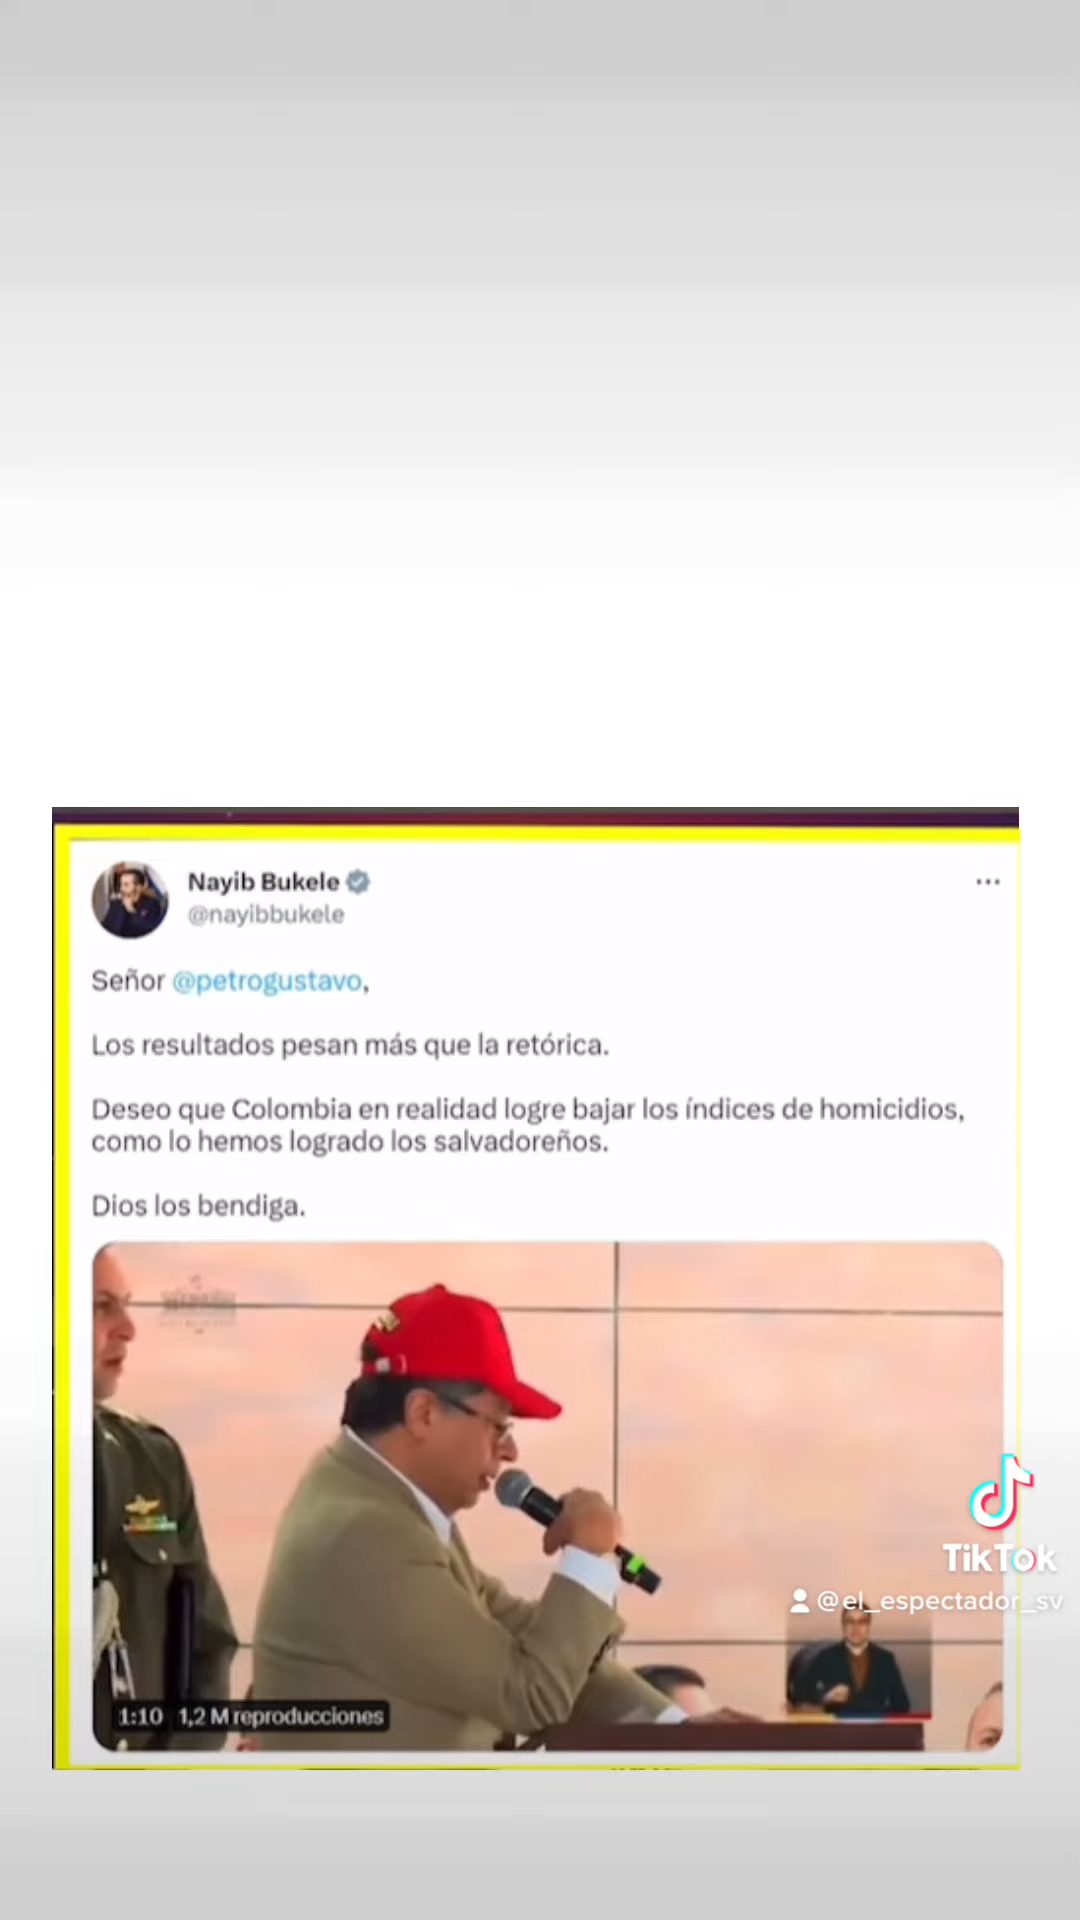 Nayib Bukele
@nayibbukele
Señor @petrogustavo,
Los resultados pesan más que la retórica.
Deseo que Colombia en realidad logre bajar los índices de homicidios,
como lo hemos logrado los salvadoreños.
Dios los bendiga.
1:10 1,2 M reproducciones
TikTok
@el_espectador_sv